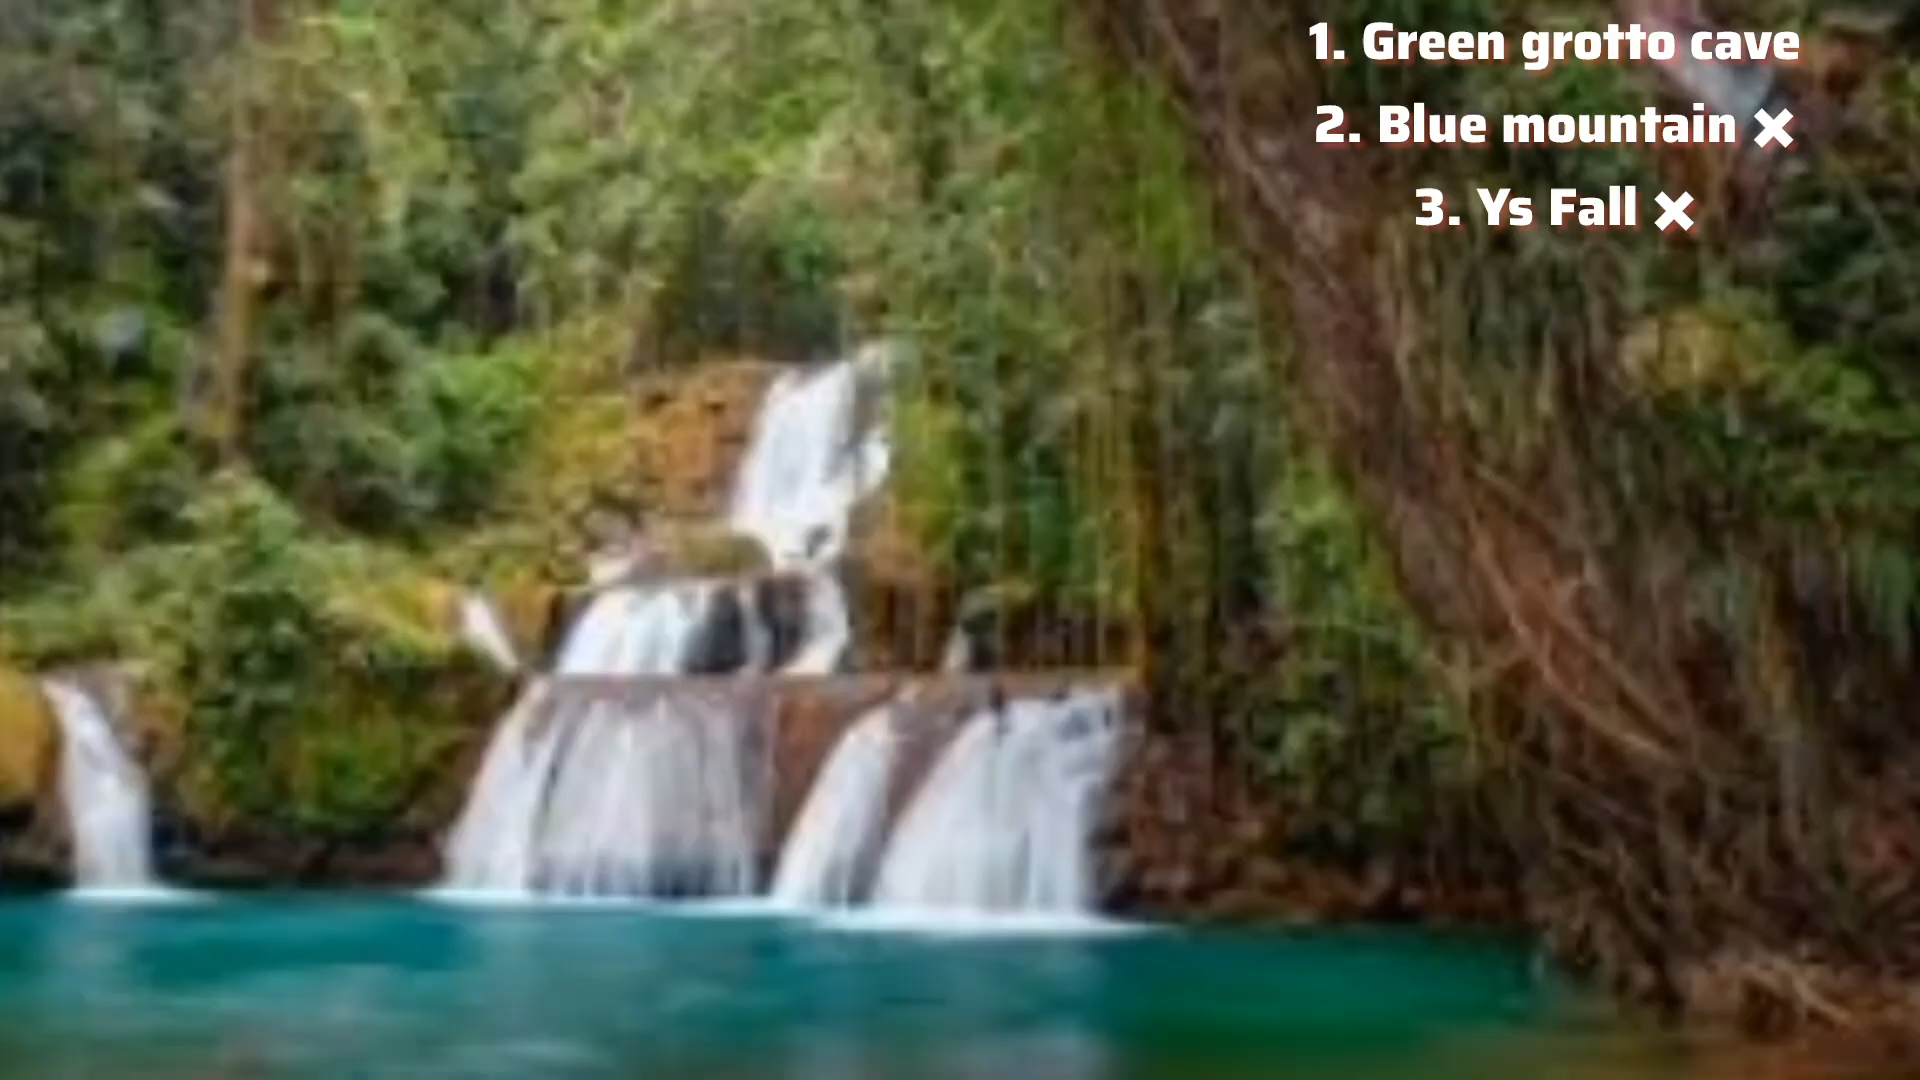 1. Green grotto cave
2. Blue mountain ✖
3. Ys Fall ✖